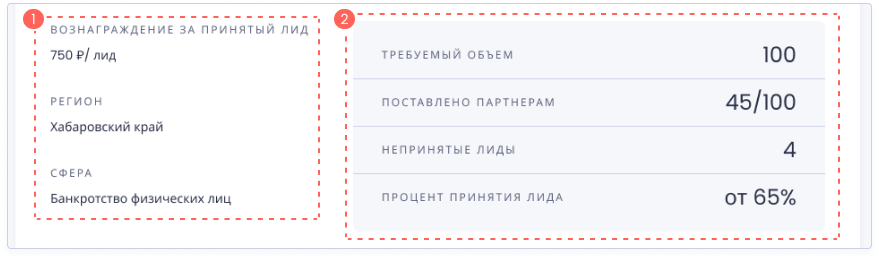 1
ВОЗНАГРАЖДЕНИЕ ЗА ПРИНЯТЫЙ ЛИД
750 ₽/ лид
РЕГИОН
Хабаровский край
СФЕРА
Банкротство физических лиц
2
ТРЕБУЕМЫЙ ОБЪЕМ 100
ПОСТАВЛЕНО ПАРТНЕРАМ 45/100
НЕПРИНЯТЫЕ ЛИДЫ 4
ПРОЦЕНТ ПРИНЯТИЯ ЛИДА от 65%